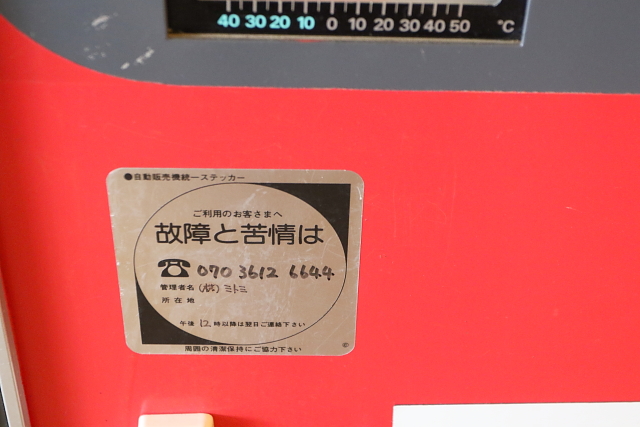 40 30 20 10 0 10 20 30 40 50 ℃
●自動販売機統一ステッカー
ご利用のお客さまへ
故障と苦情は
☎ 070 3612 6644
管理者名 (株)ミトミ
所在地
午後12時以降は翌日ご連絡下さい
周囲の清潔保持にご協力下さい
©